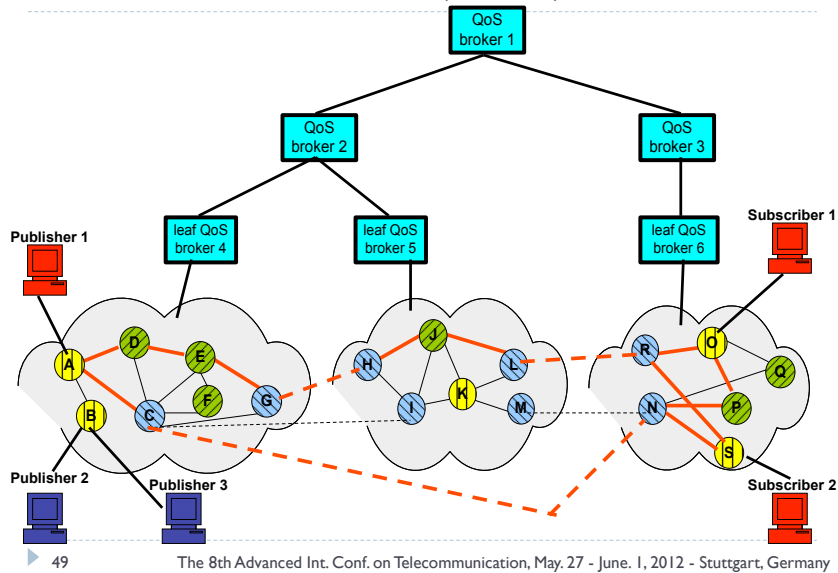 QoS
broker 1
QoS
broker 2
QoS
broker 3
leaf QoS
broker 4
leaf QoS
broker 5
leaf QoS
broker 6
Publisher 1
Subscriber 1
A
D
E
B
C
F
G
H
J
L
I
K
M
R
O
Q
N
P
S
Publisher 2
Publisher 3
Subscriber 2
49
The 8th Advanced Int. Conf. on Telecommunication, May. 27 - June. 1, 2012 - Stuttgart, Germany